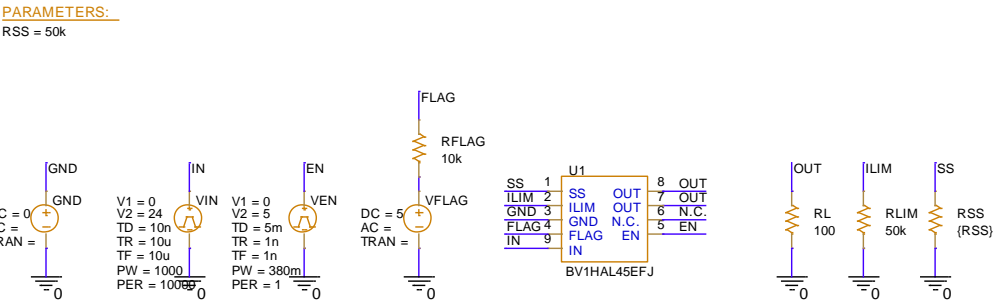 PARAMETERS:
RSS = 50k
FLAG
RFLAG
10k
GND
GND
C = 0
C =
RAN =
0
IN
VIN
V1 = 0
V2 = 24
TD = 10n
TR = 10u
TF = 10u
PW = 1000
PER = 10000
0
EN
VEN
V1 = 0
V2 = 5
TD = 5m
TR = 1n
TF = 1n
PW = 380m
PER = 1
0
VFLAG
DC = 5
AC =
TRAN =
0
U1
SS 1 SS
ILIM 2 ILIM
GND 3 GND
FLAG 4 FLAG
IN 9 IN
OUT 8 OUT
OUT 7 OUT
N.C. 6 N.C.
EN 5 EN
BV1HAL45EFJ
OUT
RL
100
0
ILIM
RLIM
50k
0
SS
RSS
{RSS}
0